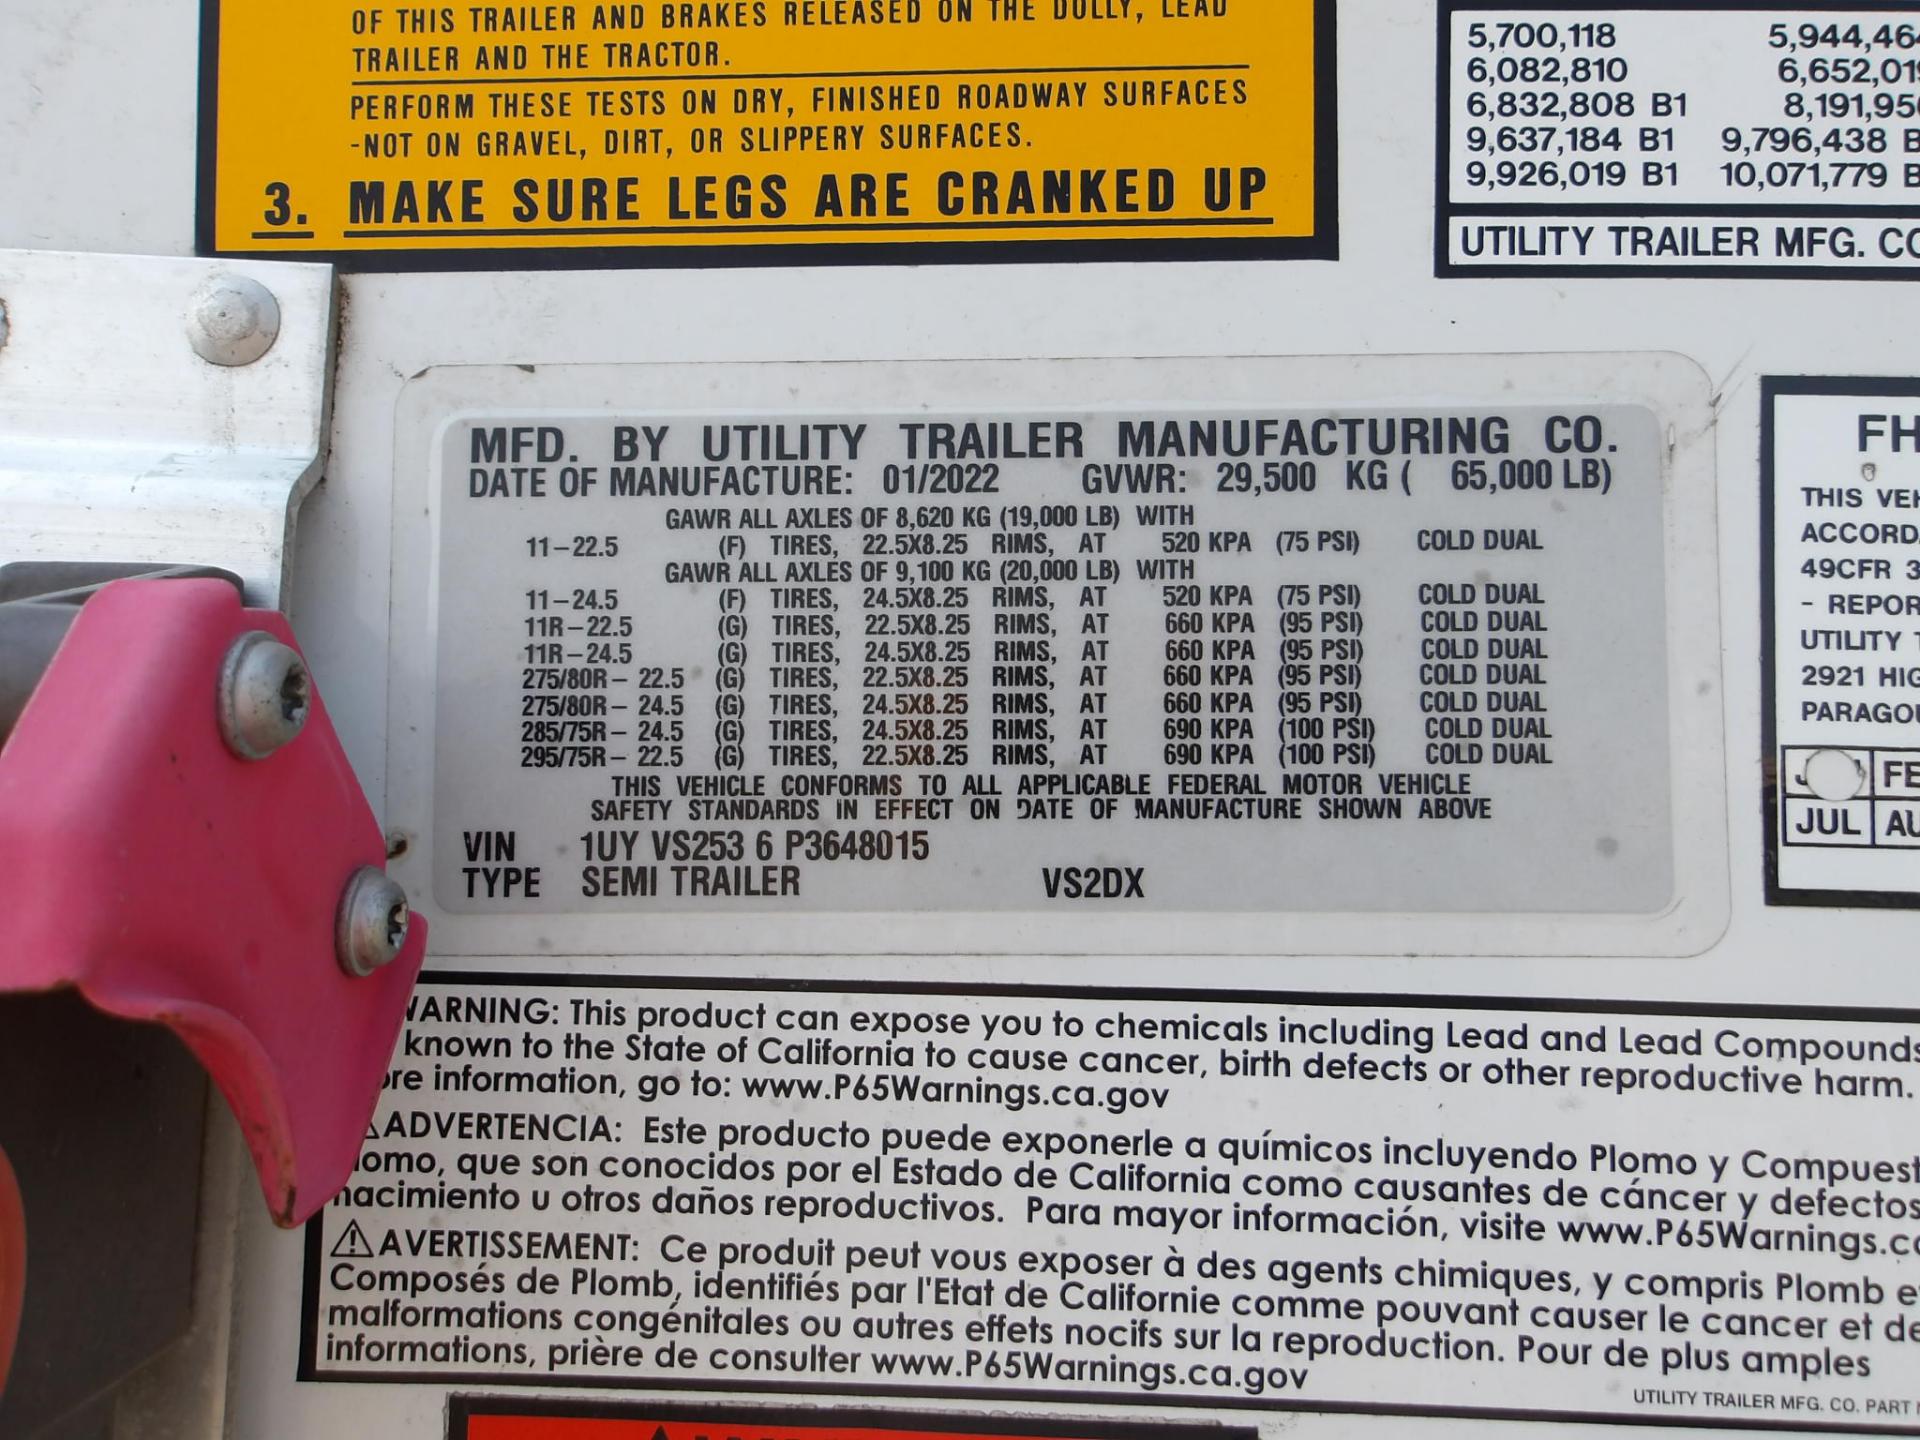 OF THIS TRAILER AND BRAKES RELEASED ON THE DOLLY, LEAD
TRAILER AND THE TRACTOR.
PERFORM THESE TESTS ON DRY, FINISHED ROADWAY SURFACES
-NOT ON GRAVEL, DIRT, OR SLIPPERY SURFACES.
3. MAKE SURE LEGS ARE CRANKED UP
5,700,118 5,944,46
6,082,810 6,652,01
6,832,808 B1 8,191,95
9,637,184 B1 9,796,438 B
9,926,019 B1 10,071,779 B
UTILITY TRAILER MFG. CO
MFD. BY UTILITY TRAILER MANUFACTURING CO.
DATE OF MANUFACTURE: 01/2022 GVWR: 29,500 KG ( 65,000 LB)
GAWR ALL AXLES OF 8,620 KG (19,000 LB) WITH
11-22.5 (F) TIRES, 22.5X8.25 RIMS, AT 520 KPA (75 PSI) COLD DUAL
GAWR ALL AXLES OF 9,100 KG (20,000 LB) WITH
11-24.5 (F) TIRES, 24.5X8.25 RIMS, AT 520 KPA (75 PSI) COLD DUAL
11R-22.5 (G) TIRES, 22.5X8.25 RIMS, AT 660 KPA (95 PSI) COLD DUAL
11R-24.5 (G) TIRES, 24.5X8.25 RIMS, AT 660 KPA (95 PSI) COLD DUAL
275/80R- 22.5 (G) TIRES, 22.5X8.25 RIMS, AT 660 KPA (95 PSI) COLD DUAL
275/80R- 24.5 (G) TIRES, 24.5X8.25 RIMS, AT 660 KPA (95 PSI) COLD DUAL
285/75R- 24.5 (G) TIRES, 24.5X8.25 RIMS, AT 690 KPA (100 PSI) COLD DUAL
295/75R- 22.5 (G) TIRES, 22.5X8.25 RIMS, AT 690 KPA (100 PSI) COLD DUAL
THIS VEHICLE CONFORMS TO ALL APPLICABLE FEDERAL MOTOR VEHICLE
SAFETY STANDARDS IN EFFECT ON DATE OF MANUFACTURE SHOWN ABOVE
VIN 1UY VS253 6 P3648015
TYPE SEMI TRAILER VS2DX
FH
THIS VEH
ACCORDA
49CFR 3
- REPOR
UTILITY T
2921 HIG
PARAGOU
J FE
JUL AU
WARNING: This product can expose you to chemicals including Lead and Lead Compounds
known to the State of California to cause cancer, birth defects or other reproductive harm.
ore information, go to: www.P65Warnings.ca.gov
ADVERTENCIA: Este producto puede exponerle a químicos incluyendo Plomo y Compuest
lomo, que son conocidos por el Estado de California como causantes de cáncer y defectos
nacimiento u otros daños reproductivos. Para mayor información, visite www.P65Warnings.c
⚠AVERTISSEMENT: Ce produit peut vous exposer à des agents chimiques, y compris Plomb e
Composés de Plomb, identifiés par l'Etat de Californie comme pouvant causer le cancer et de
malformations congénitales ou autres effets nocifs sur la reproduction. Pour de plus amples
informations, prière de consulter www.P65Warnings.ca.gov
UTILITY TRAILER MFG. CO. PART